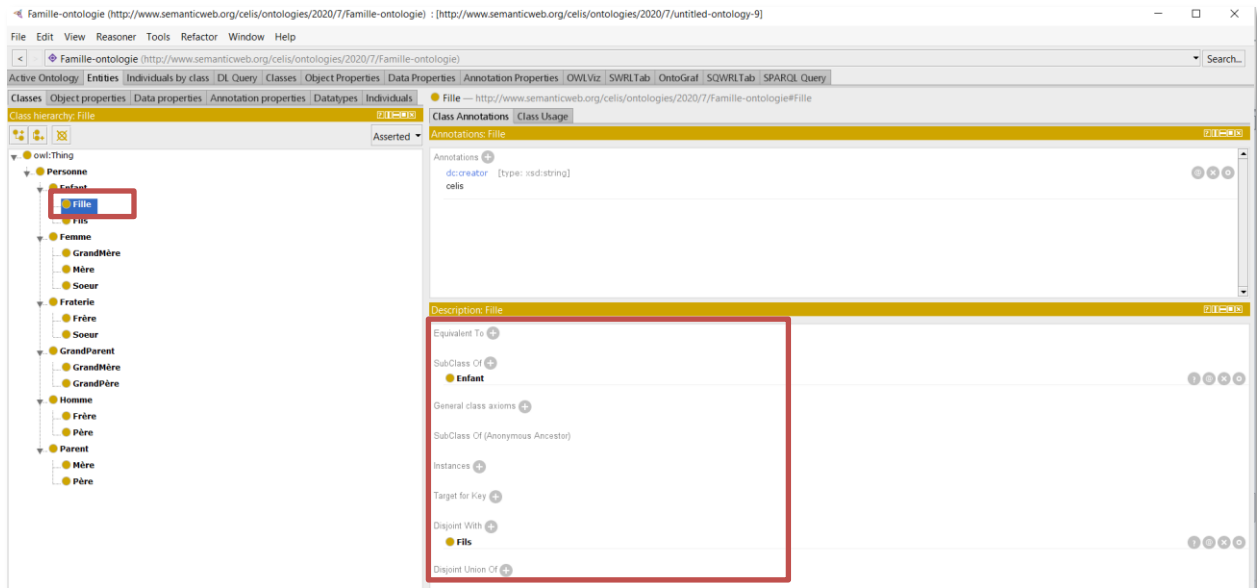 Famille-ontologie (http://www.semanticweb.org/celis/ontologies/2020/7/Famille-ontologie) : [http://www.semanticweb.org/celis/ontologies/2020/7/untitled-ontology-9]
File Edit View Reasoner Tools Refactor Window Help
< Famille-ontologie (http://www.semanticweb.org/celis/ontologies/2020/7/Famille-ontologie) Search...
Active Ontology Entities Individuals by class DL Query Classes Object Properties Data Properties Annotation Properties OWLViz SWRLTab OntoGraf SQWRLTab SPARQL Query
Classes Object properties Data properties Annotation properties Datatypes Individuals
Class hierarchy: Fille
Asserted
owl:Thing
Personne
Enfant
Fille
Fils
Femme
GrandMère
Mère
Soeur
Fraterie
Frère
Soeur
GrandParent
GrandMère
GrandPère
Homme
Frère
Père
Parent
Mère
Père
Fille — http://www.semanticweb.org/celis/ontologies/2020/7/Famille-ontologie#Fille
Class Annotations Class Usage
Annotations: Fille
Annotations
dc:creator [type: xsd:string]
celis
Description: Fille
Equivalent To
SubClass Of
Enfant
General class axioms
SubClass Of (Anonymous Ancestor)
Instances
Target for Key
Disjoint With
Fils
Disjoint Union Of